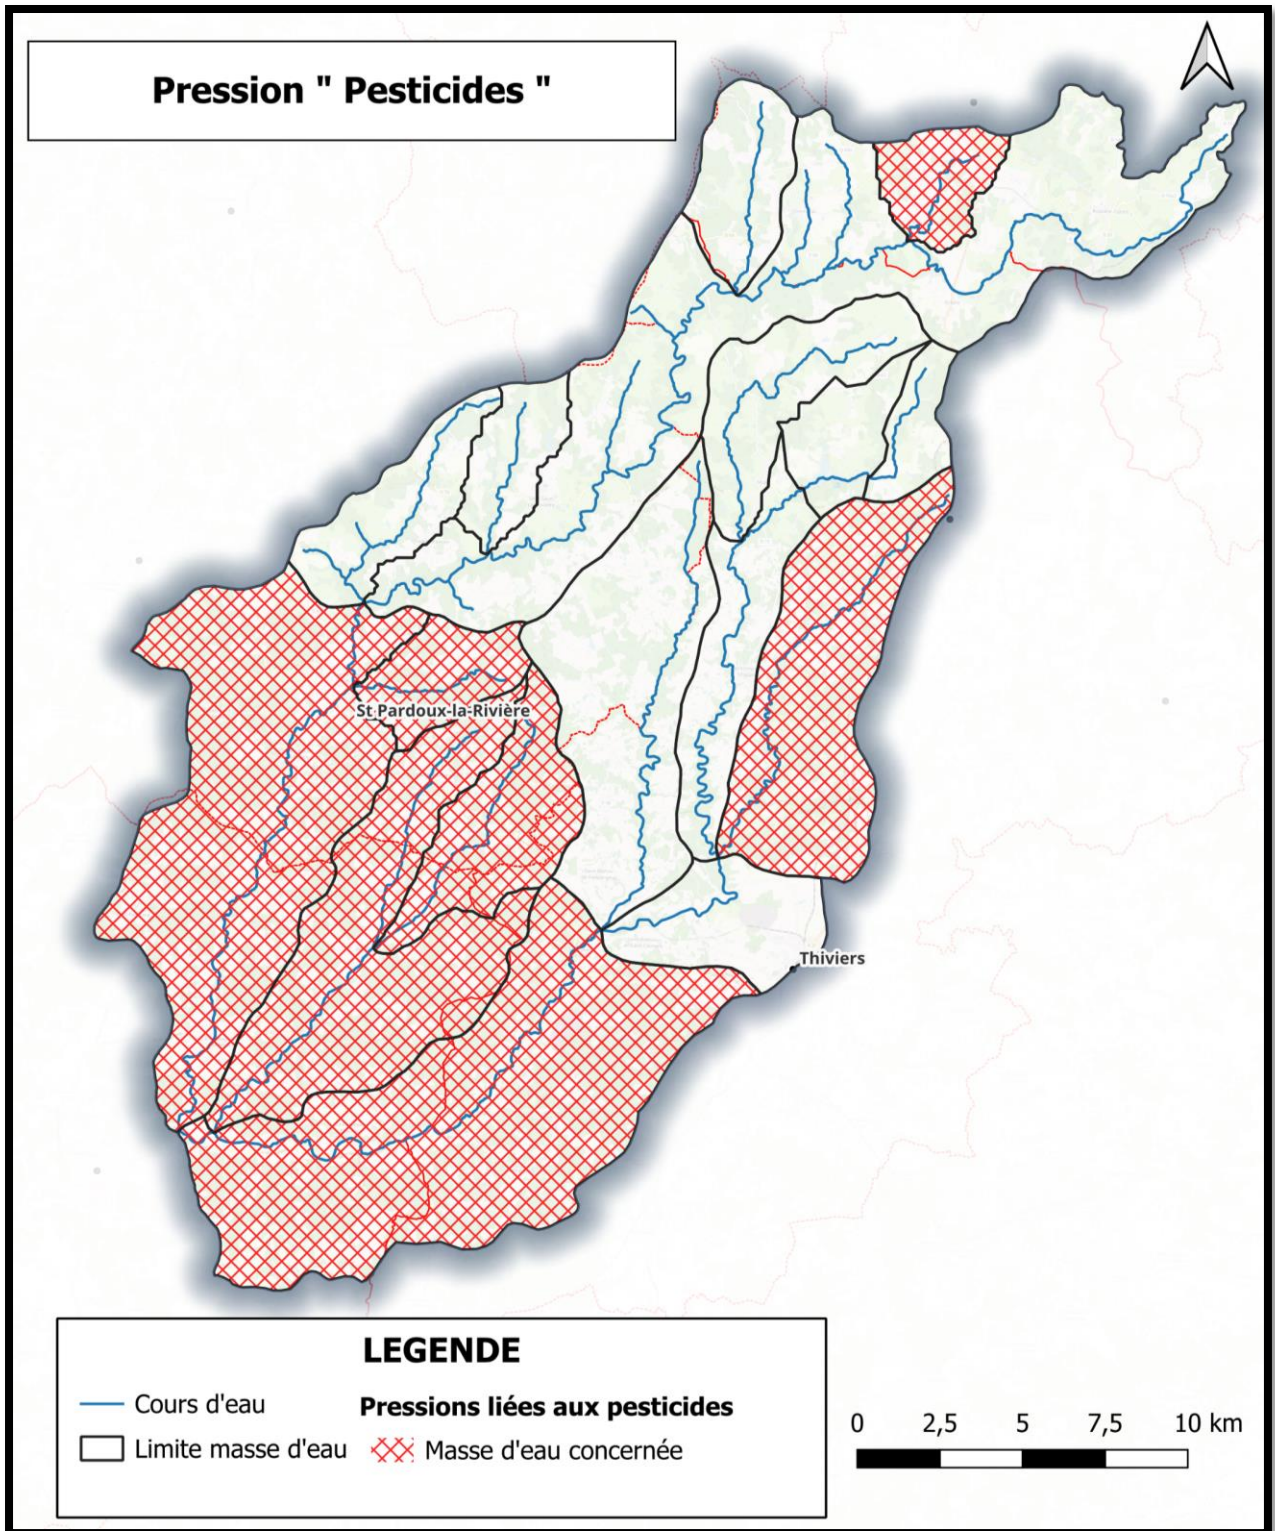 Pression " Pesticides "
St Pardoux-la-Rivière
Thiviers
LEGENDE
Cours d'eau
Pressions liées aux pesticides
Limite masse d'eau
Masse d'eau concernée
0 2,5 5 7,5 10 km